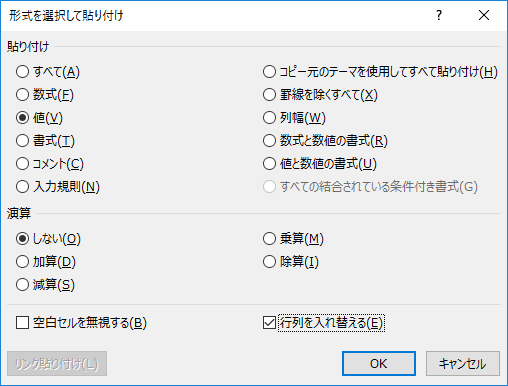 形式を選択して貼り付け
貼り付け
すべて(A)
コピー元のテーマを使用してすべて貼り付け(H)
数式(F)
罫線を除くすべて(X)
値(V)
列幅(W)
書式(T)
数式と数値の書式(R)
コメント(C)
値と数値の書式(U)
入力規則(N)
すべての結合されている条件付き書式(G)
演算
しない(O)
乗算(M)
加算(D)
除算(I)
減算(S)
空白セルを無視する(B)
行列を入れ替える(E)
リンク貼り付け(L)
OK
キャンセル